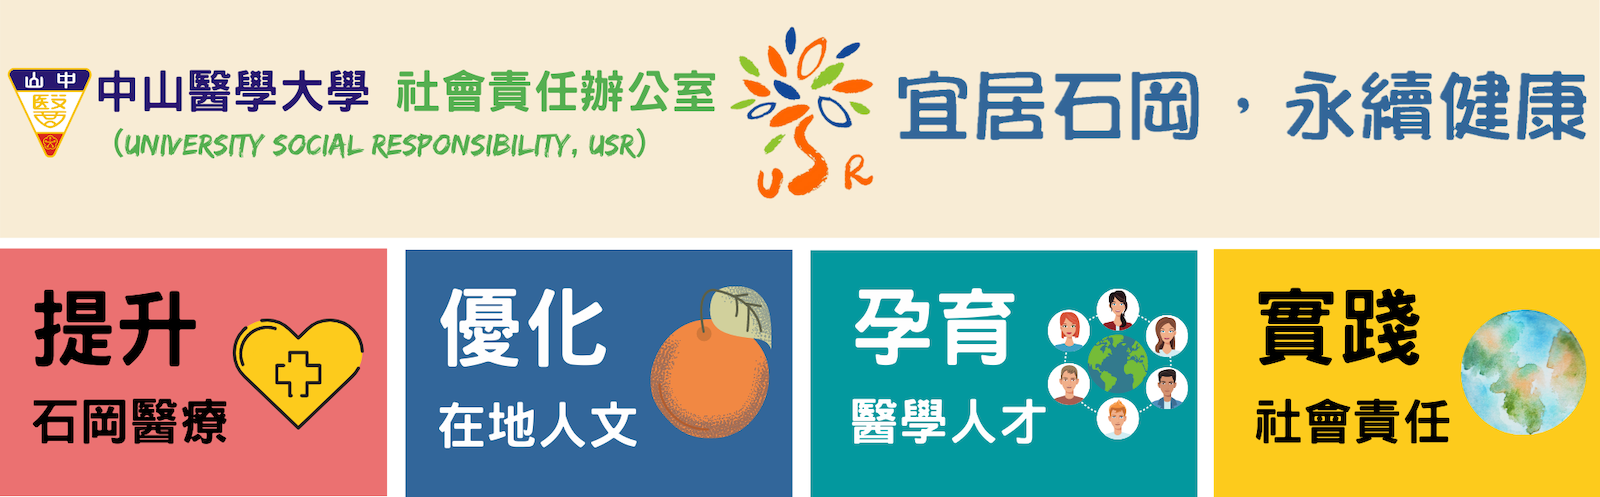 中山醫學大學 社會責任辦公室
(UNIVERSITY SOCIAL RESPONSIBILITY, USR)
山中
醫
USR
宜居石岡，永續健康
提升
石岡醫療
優化
在地人文
孕育
醫學人才
實踐
社會責任